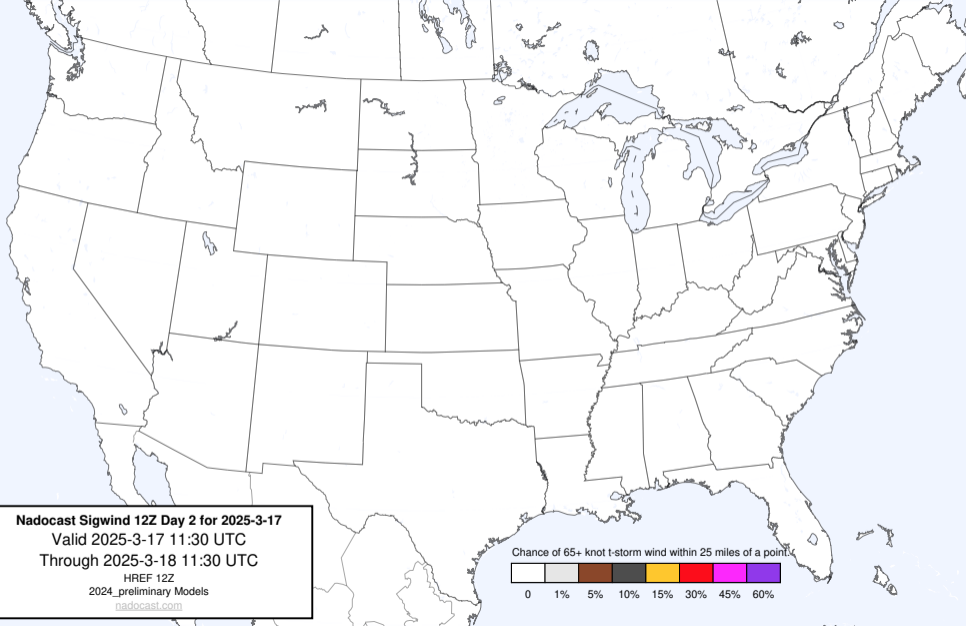 Nadocast Sigwind 12Z Day 2 for 2025-3-17
Valid 2025-3-17 11:30 UTC
Through 2025-3-18 11:30 UTC
HREF 12Z
2024_preliminary Models
nadocast.com
Chance of 65+ knot t-storm wind within 25 miles of a point.
0 1% 5% 10% 15% 30% 45% 60%